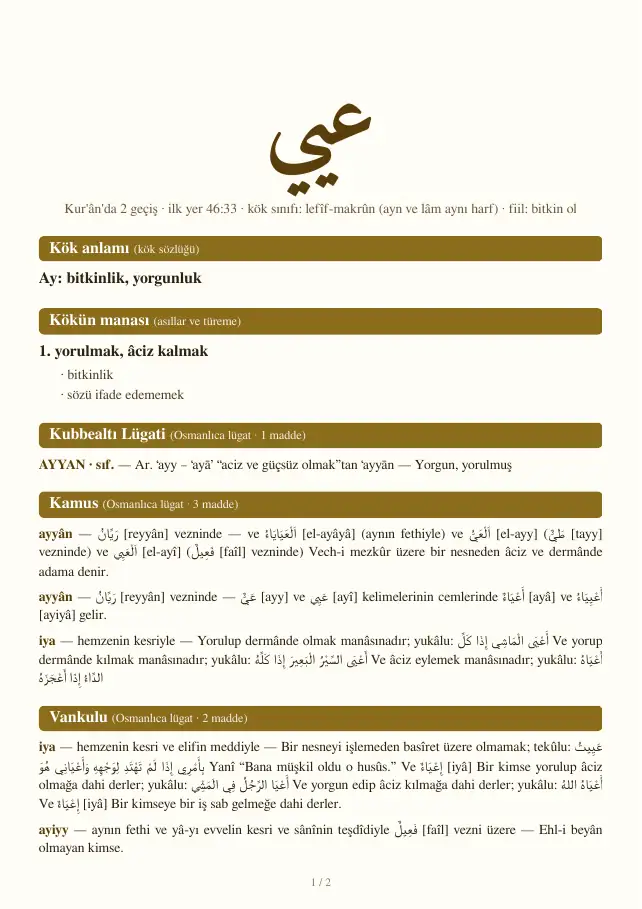 عيي
Kur'ân'da 2 geçiş · ilk yer 46:33 · kök sınıfı: lefîf-makrûn (ayn ve lâm aynı harf) · fiil: bitkin ol
Kök anlamı (kök sözlüğü)
Ay: bitkinlik, yorgunluk
Kökün manası (asıllar ve türeme)
1. yorulmak, âciz kalmak
· bitkinlik
· sözü ifade edememek
Kubbealtı Lügati (Osmanlıca lügat · 1 madde)
AYYAN · sıf. — Ar. ‘ayy – ‘ayā’ “aciz ve güçsüz olmak”tan ‘ayyān — Yorgun, yorulmuş
Kamus (Osmanlıca lügat · 3 madde)
ayyân — رَيَّانُ [reyyân] vezninde — ve اَلْعَيَايَاءُ [el-ayâyâ] (aynın fethiyle) ve اَلْعَيُّ [el-ayy] (طَيٌّ [tayy]
vezninde) ve اَلْعَيِي [el-ayî] (فَعِيلٌ [faîl] vezninde) Vech-i mezkûr üzere bir nesneden âciz ve dermânde
adama denir.
ayyân — رَيَّانُ [reyyân] vezninde — عَيٌّ [ayy] ve عَيِي [ayî] kelimelerinin cemlerinde أَعْيَاءٌ [ayâ] ve أَعْيِيَاءُ
[ayiyâ] gelir.
iya — hemzenin kesriyle — Yorulup dermânde olmak manâsınadır; yukâlu: أَعْيَى الْمَاشِي إِذَا كَلَّ Ve yorup
dermânde kılmak manâsınadır; yukâlu: أَعْيَى السَّيْرُ الْبَعِيرَ إِذَا كَلَّهُ Ve âciz eylemek manâsınadır; yukâlu: أَعْيَاهُ
الدَّاءُ إِذَا أَعْجَزَهُ
Vankulu (Osmanlıca lügat · 2 madde)
iya — hemzenin kesri ve elifin meddiyle — Bir nesneyi işlemeden basîret üzere olmamak; tekûlu: عَيِيتُ
بِأَمْرِي إِذَا لَمْ تَهْتَدِ لِوَجْهِهِ وَأَعْيَانِي هُوَ Yanî “Bana müşkil oldu o husûs.” Ve إِعْيَاءٌ [iyâ] Bir kimse yorulup âciz
olmağa dahi derler; yukâlu: أَعْيَا الرَّجُلُ فِي الْمَشْيِ Ve yorgun edip âciz kılmağa dahi derler; yukâlu: أَعْيَاهُ اللهُ
Ve إِعْيَاءٌ [iyâ] Bir kimseye bir iş sab gelmeğe dahi derler.
ayiyy — aynın fethi ve yâ-yı evvelin kesri ve sânînin teşdîdiyle فَعِيلٌ [faîl] vezni üzere — Ehl-i beyân
olmayan kimse.
1 / 2